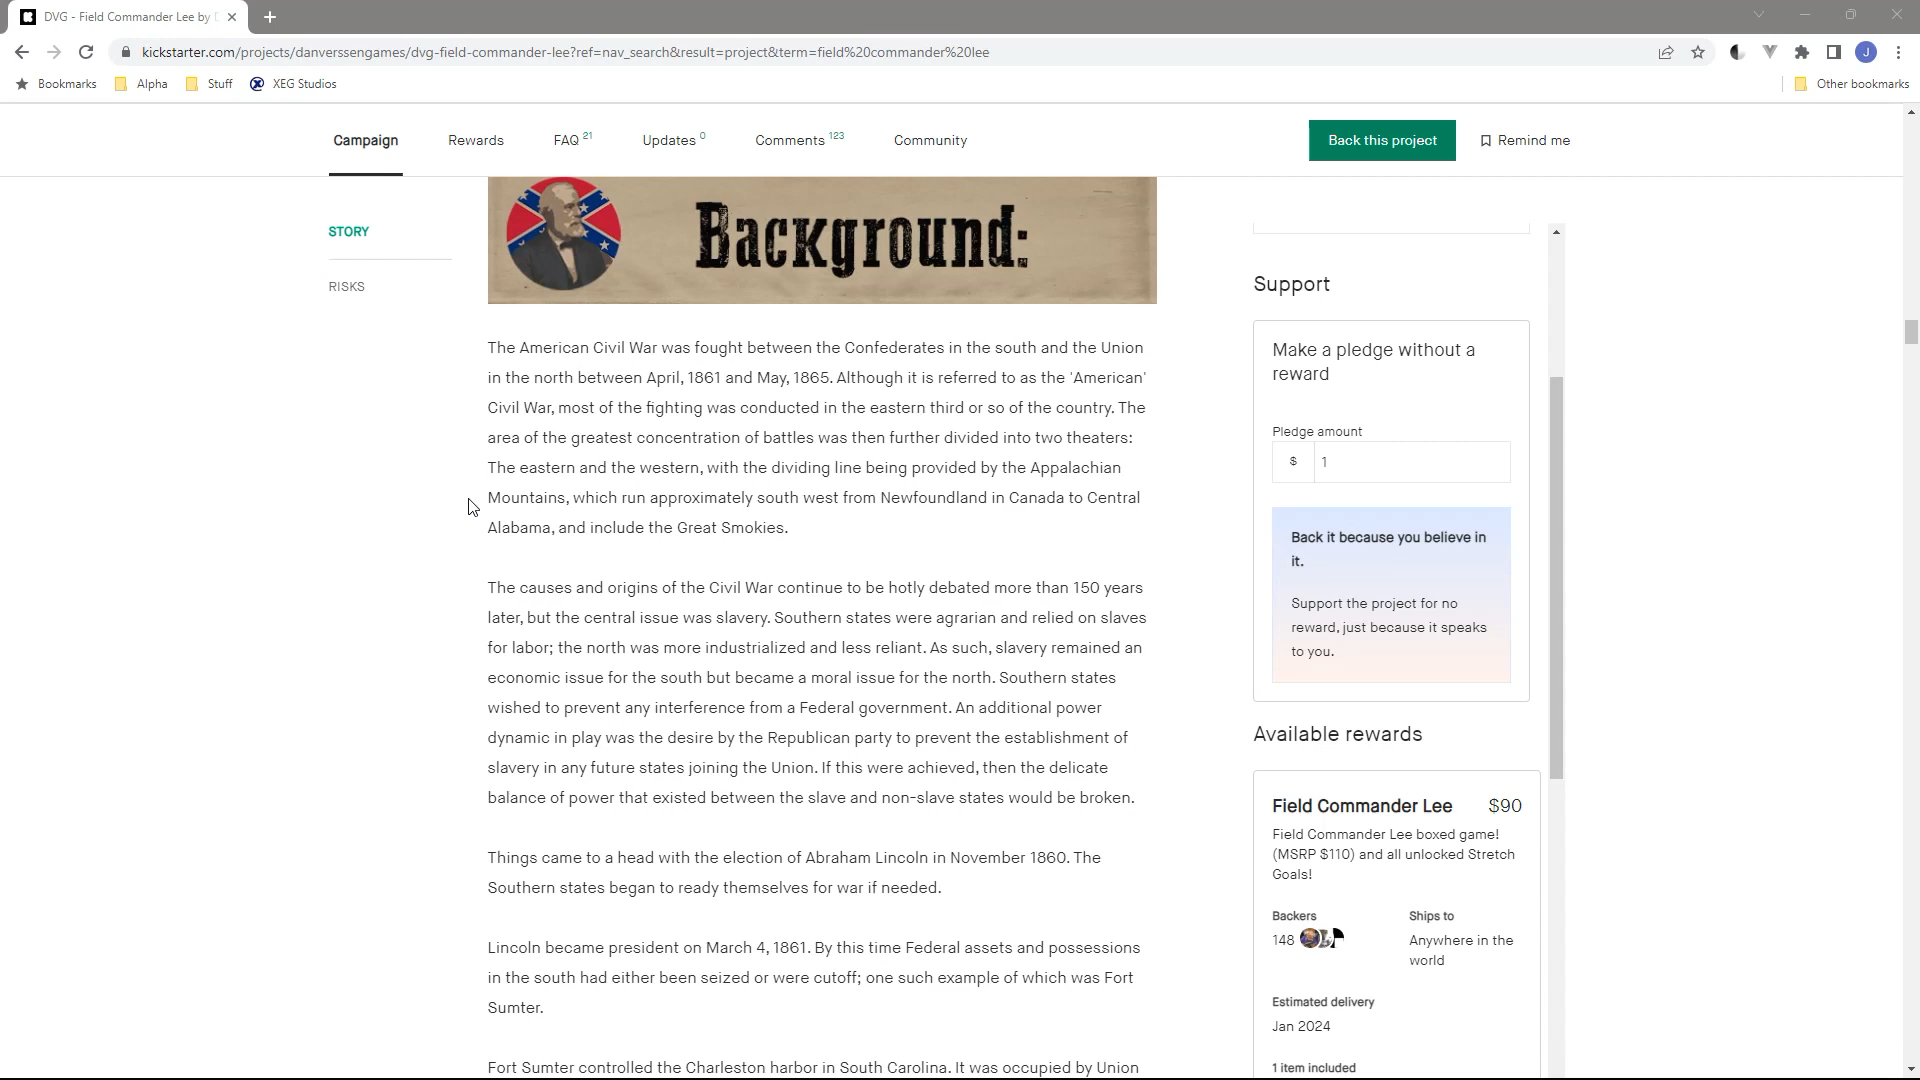 DVG - Field Commander Lee by
kickstarter.com/projects/danverssengames/dvg-field-commander-lee?ref=nav_search&result=project&term=field%20commander%20lee
J
Bookmarks
Alpha
Stuff
XEG Studios
Other bookmarks
Campaign
Rewards
FAQ 21
Updates 0
Comments 123
Community
Back this project
Remind me
STORY
RISKS
Background:
The American Civil War was fought between the Confederates in the south and the Union
in the north between April, 1861 and May, 1865. Although it is referred to as the 'American'
Civil War, most of the fighting was conducted in the eastern third or so of the country. The
area of the greatest concentration of battles was then further divided into two theaters:
The eastern and the western, with the dividing line being provided by the Appalachian
Mountains, which run approximately south west from Newfoundland in Canada to Central
Alabama, and include the Great Smokies.
The causes and origins of the Civil War continue to be hotly debated more than 150 years
later, but the central issue was slavery. Southern states were agrarian and relied on slaves
for labor; the north was more industrialized and less reliant. As such, slavery remained an
economic issue for the south but became a moral issue for the north. Southern states
wished to prevent any interference from a Federal government. An additional power
dynamic in play was the desire by the Republican party to prevent the establishment of
slavery in any future states joining the Union. If this were achieved, then the delicate
balance of power that existed between the slave and non-slave states would be broken.
Things came to a head with the election of Abraham Lincoln in November 1860. The
Southern states began to ready themselves for war if needed.
Lincoln became president on March 4, 1861. By this time Federal assets and possessions
in the south had either been seized or were cutoff; one such example of which was Fort
Sumter.
Fort Sumter controlled the Charleston harbor in South Carolina. It was occupied by Union
Support
Make a pledge without a
reward
Pledge amount
$ 1
Back it because you believe in
it.
Support the project for no
reward, just because it speaks
to you.
Available rewards
Field Commander Lee $90
Field Commander Lee boxed game!
(MSRP $110) and all unlocked Stretch
Goals!
Backers
148
Ships to
Anywhere in the
world
Estimated delivery
Jan 2024
1 item included